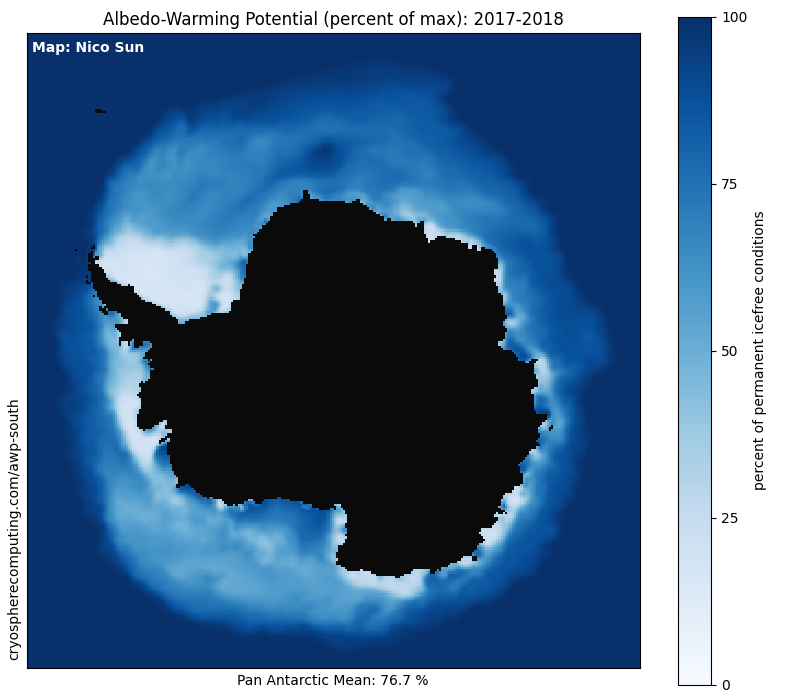 Albedo-Warming Potential (percent of max): 2017-2018
Map: Nico Sun
cryospherecomputing.com/awp-south
Pan Antarctic Mean: 76.7 %
100
75
50
25
0
percent of permanent icefree conditions